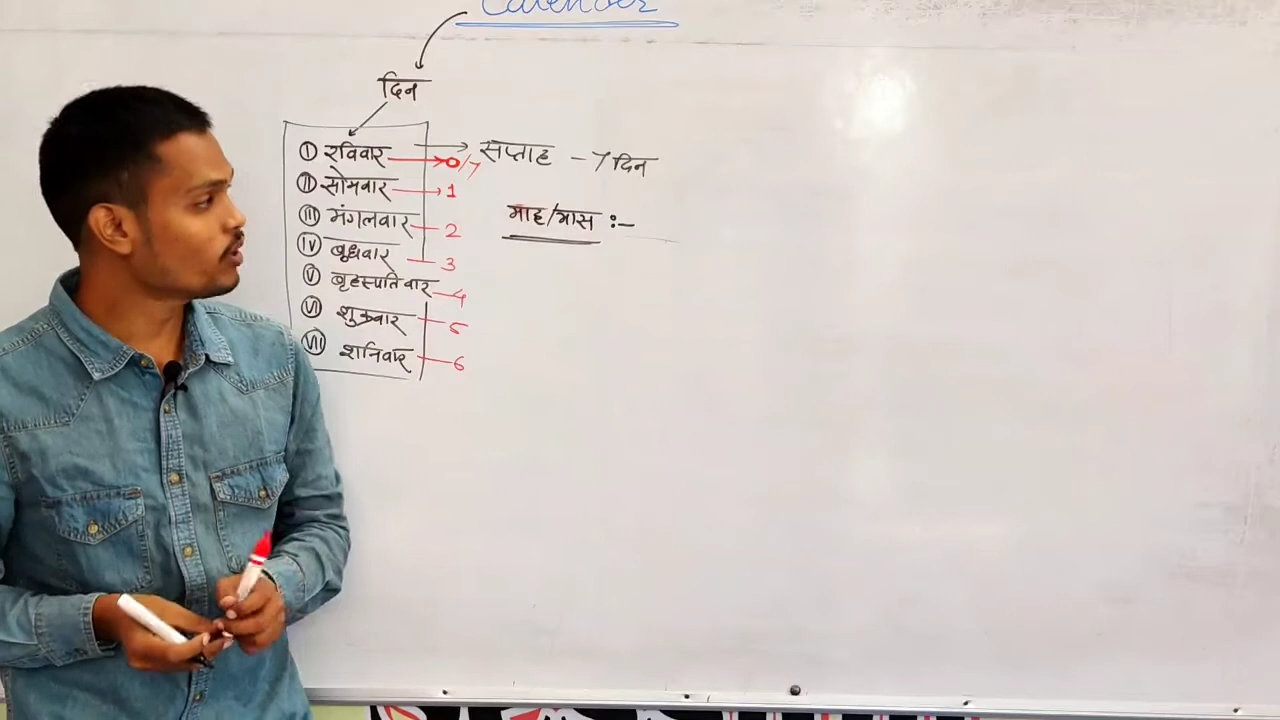 Calender
दिन
① रविवार → 0/7 → सप्ताह - 7 दिन
② सोमवार → 1
माह/मास :-
③ मंगलवार - 2
④ बुधवार - 3
⑤ बृहस्पतिवार - 4
⑥ शुक्रवार - 5
⑦ शनिवार - 6